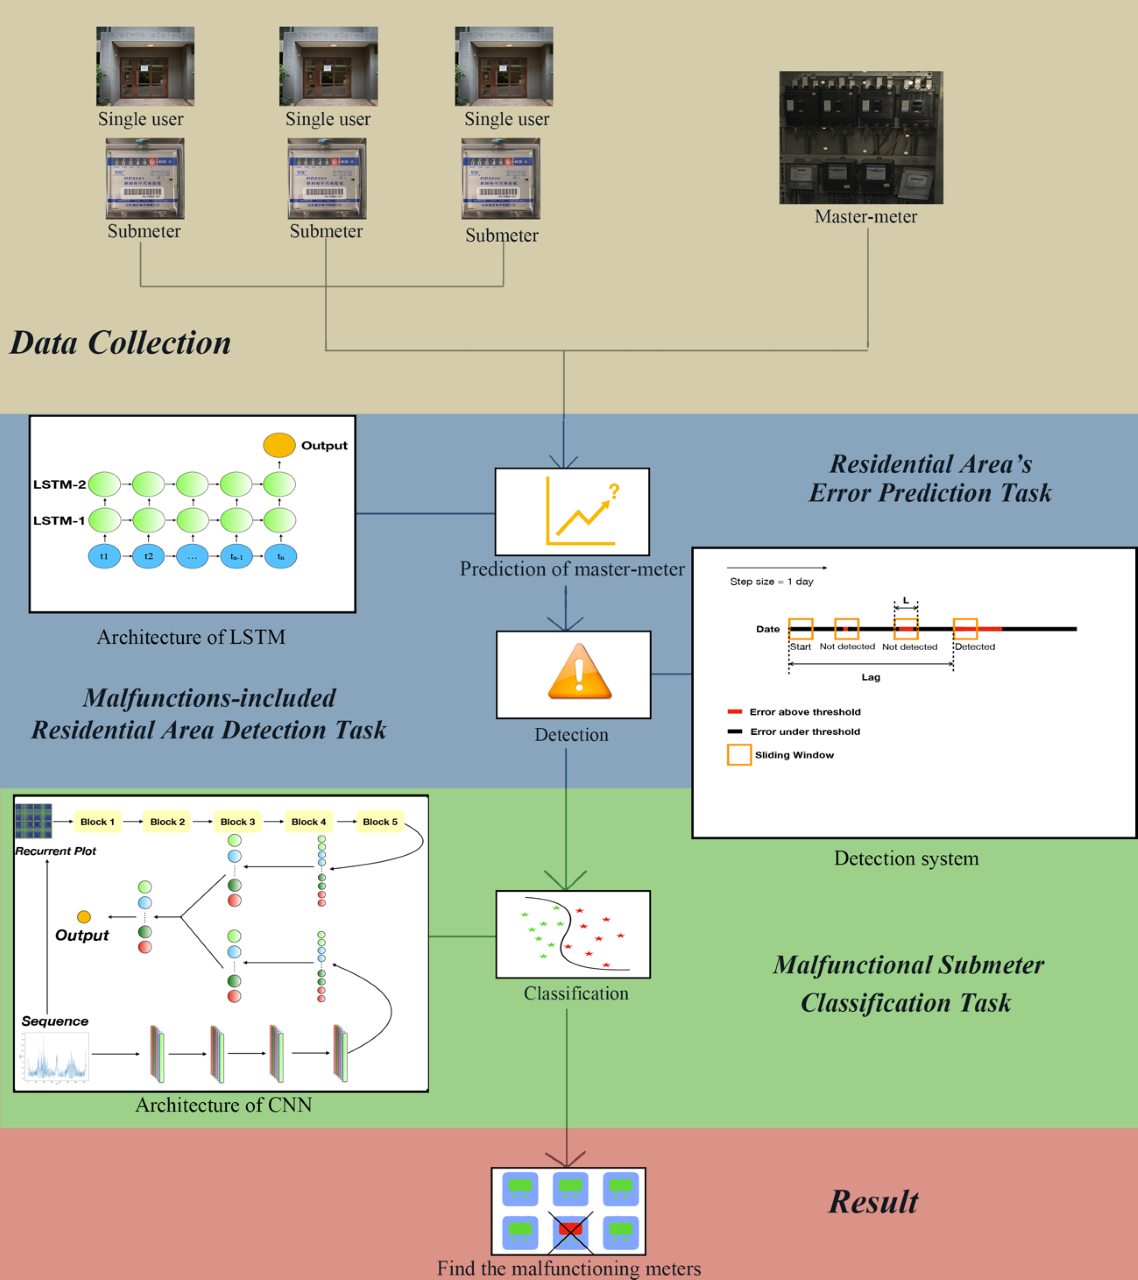 Single user
Single user
Single user
Submeter
Submeter
Submeter
Master-meter
Data Collection
Output
LSTM-2
LSTM-1
t1
t2
...
tn-1
tn
Architecture of LSTM
Residential Area's
Error Prediction Task
?
Prediction of master-meter
Step size = 1 day
L
Date
Start
Not detected
Not detected
Detected
Lag
Error above threshold
Error under threshold
Sliding Window
Detection system
Malfunctions-included
Residential Area Detection Task
!
Detection
Block 1
Block 2
Block 3
Block 4
Block 5
Recurrent Plot
Output
Sequence
Architecture of CNN
Classification
Malfunctional Submeter
Classification Task
Result
Find the malfunctioning meters